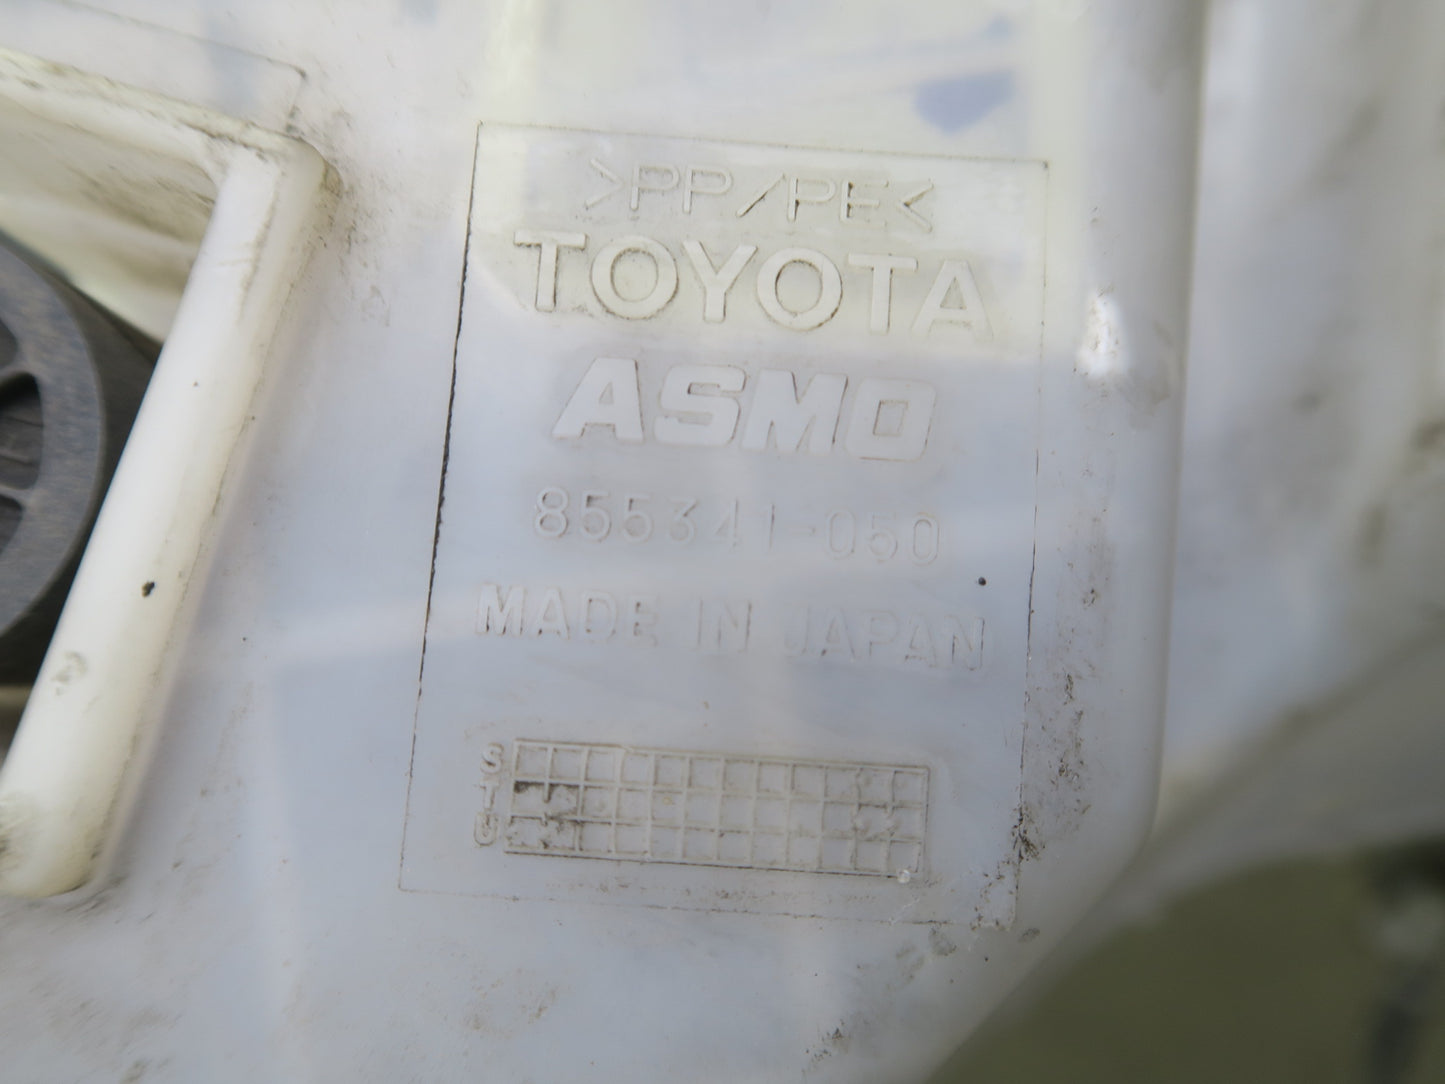 >PP/PE<
TOYOTA
ASMO
855341-050
MADE IN JAPAN
S
T
G